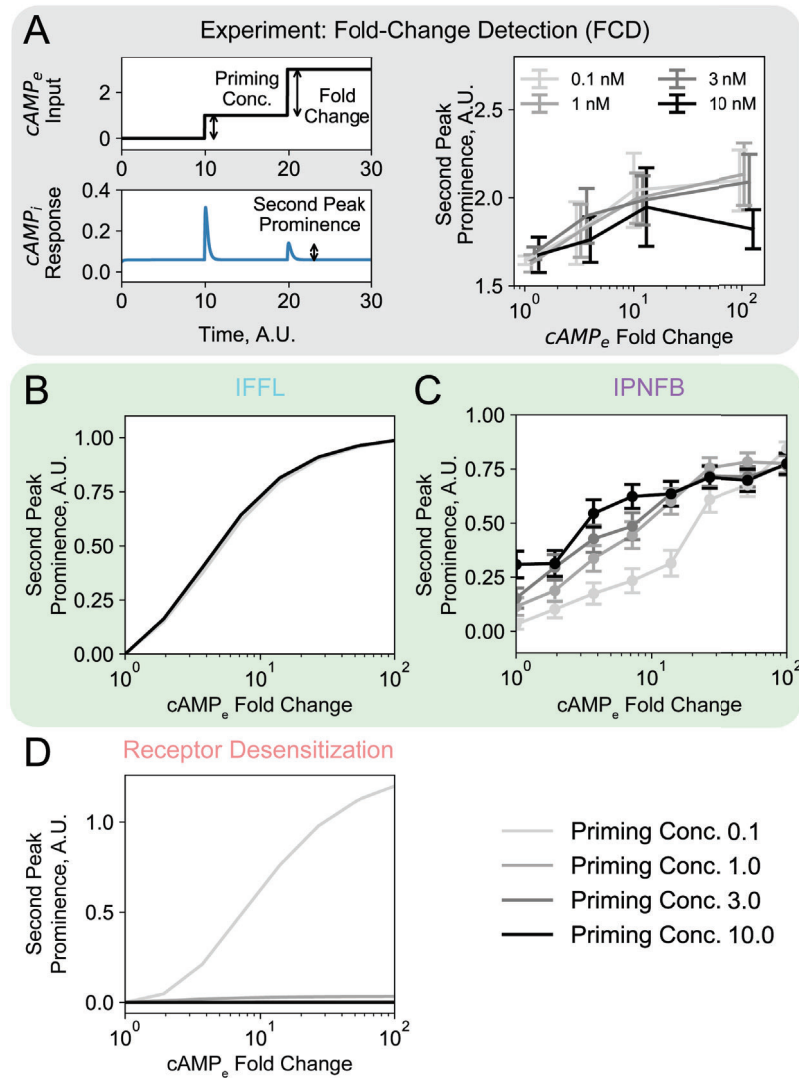 A
Experiment: Fold-Change Detection (FCD)
cAMPe
Input
2
0
Priming
Conc.
Fold
Change
0
10
20
30
cAMPi
Response
0.4
0.2
0.0
Second Peak
Prominence
0
10
20
30
Time, A.U.
Second Peak
Prominence, A.U.
2.5
2.0
1.5
0.1 nM
1 nM
3 nM
10 nM
10^0
10^1
10^2
cAMPe Fold Change
B
IFFL
Second Peak
Prominence, A.U.
1.00
0.75
0.50
0.25
0.00
10^0
10^1
10^2
cAMPe Fold Change
C
IPNFB
Second Peak
Prominence, A.U.
1.00
0.75
0.50
0.25
0.00
10^0
10^1
10^2
cAMPe Fold Change
D
Receptor Desensitization
Second Peak
Prominence, A.U.
1.0
0.5
0.0
10^0
10^1
10^2
cAMPe Fold Change
Priming Conc. 0.1
Priming Conc. 1.0
Priming Conc. 3.0
Priming Conc. 10.0